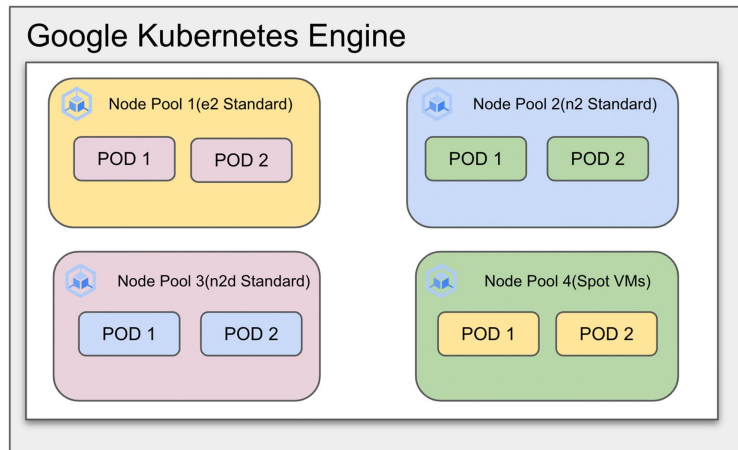 Google Kubernetes Engine
Node Pool 1(e2 Standard)
POD 1
POD 2
Node Pool 2(n2 Standard)
POD 1
POD 2
Node Pool 3(n2d Standard)
POD 1
POD 2
Node Pool 4(Spot VMs)
POD 1
POD 2